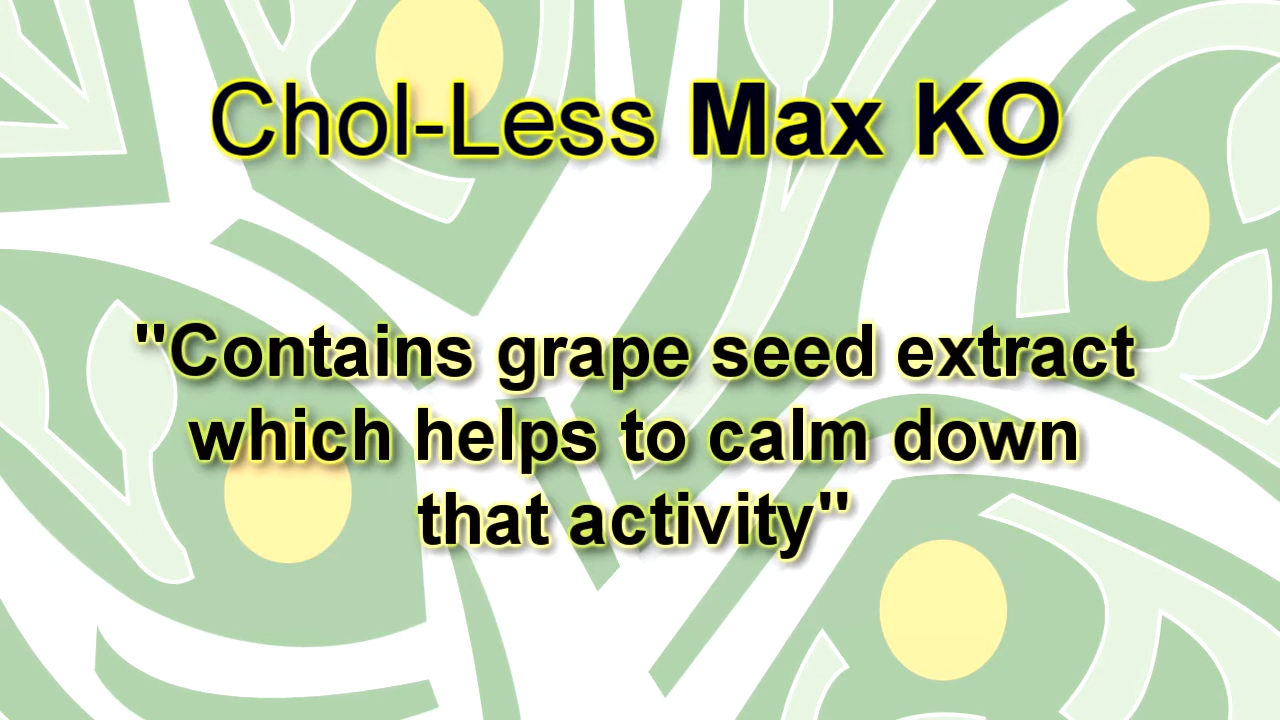 Chol-Less Max KO
"Contains grape seed extract
which helps to calm down
that activity"